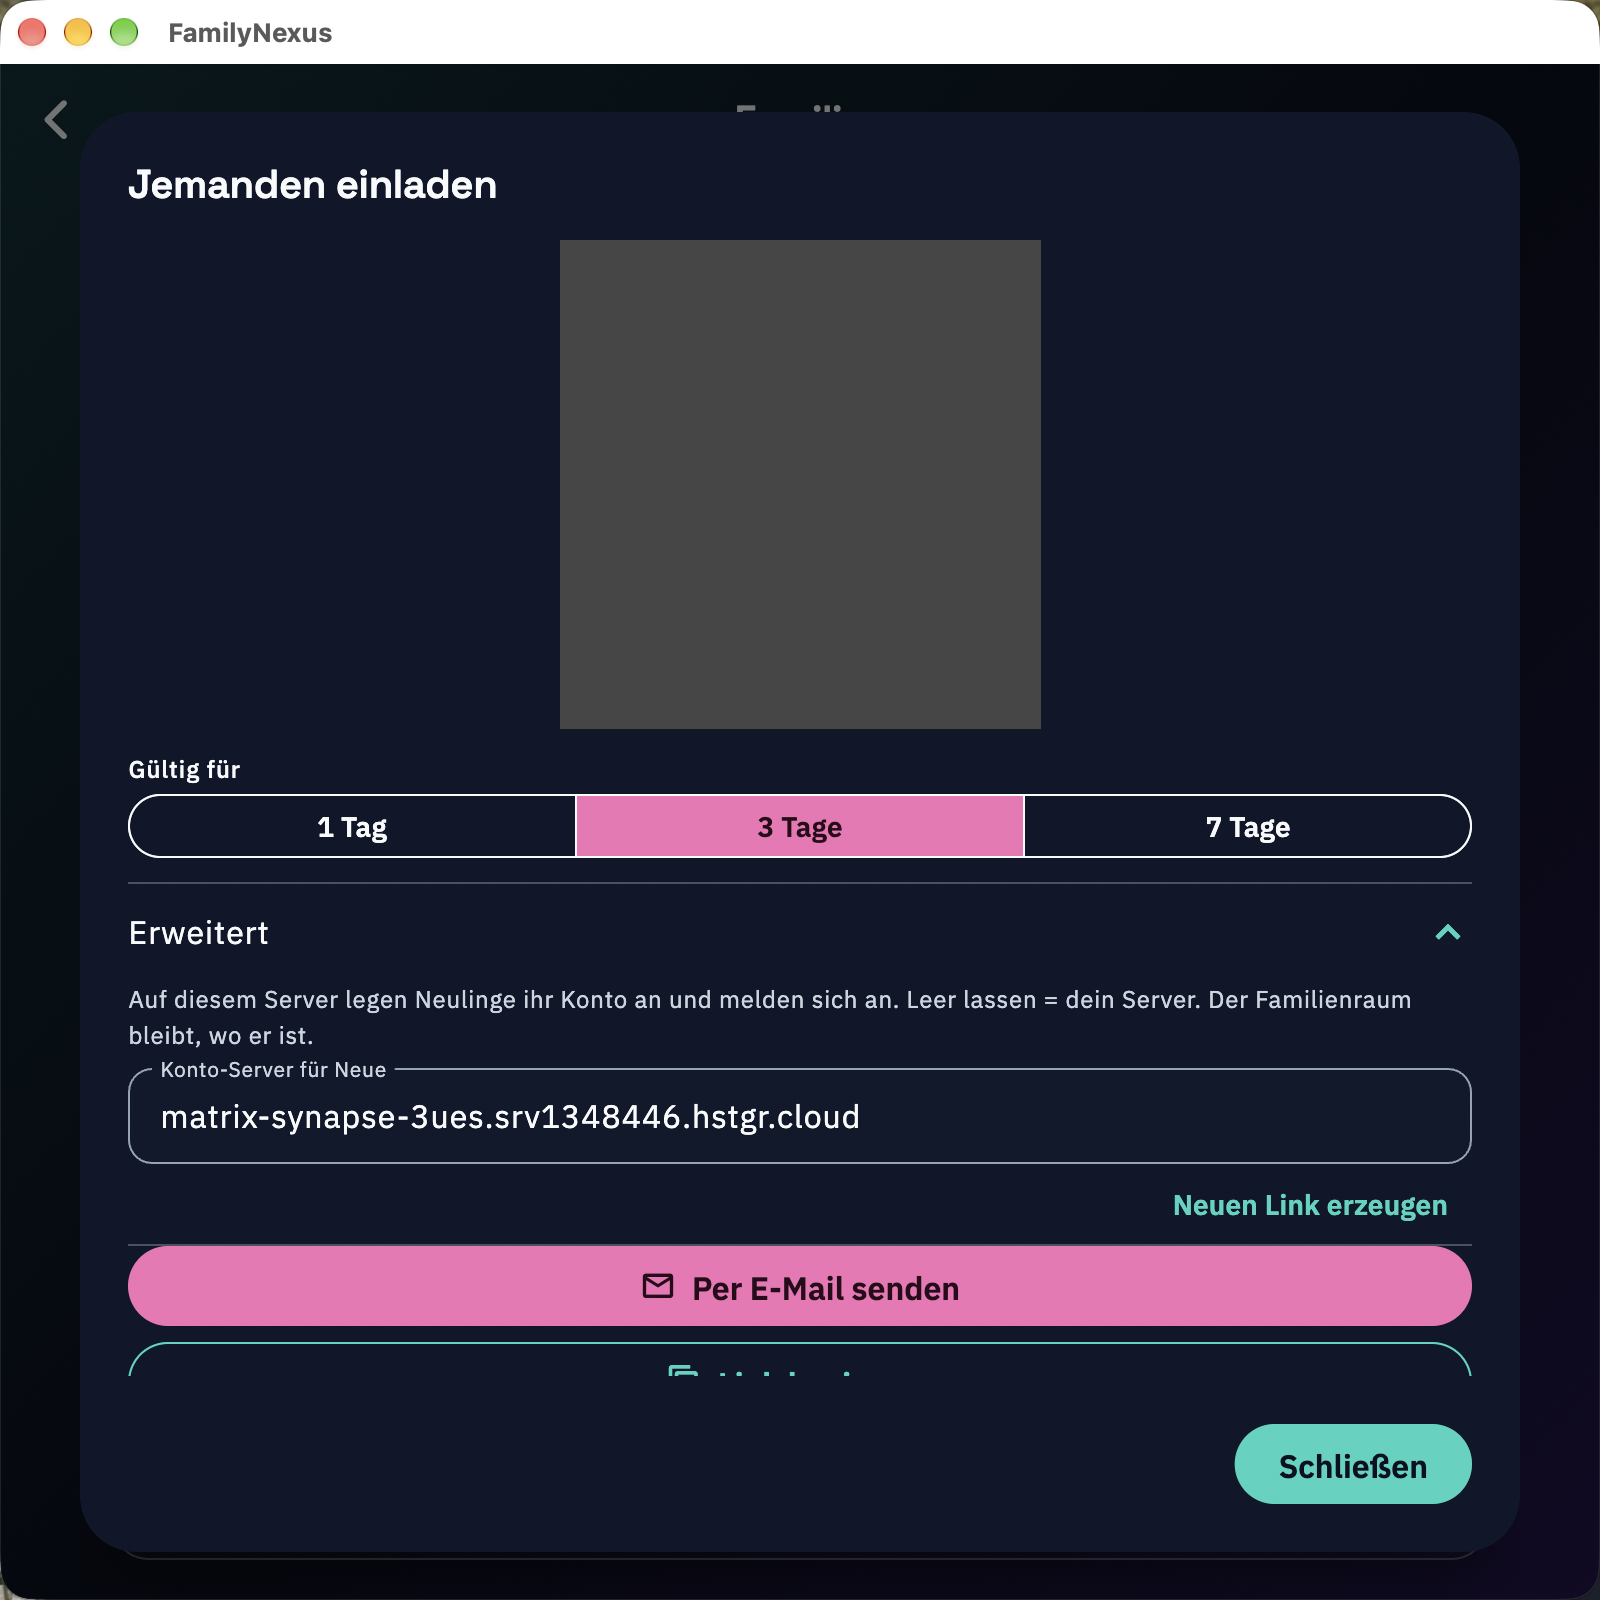 FamilyNexus
Jemanden einladen
Gültig für
1 Tag
3 Tage
7 Tage
Erweitert
Auf diesem Server legen Neulinge ihr Konto an und melden sich an. Leer lassen = dein Server. Der Familienraum
bleibt, wo er ist.
Konto-Server für Neue
matrix-synapse-3ues.srv1348446.hstgr.cloud
Neuen Link erzeugen
Per E-Mail senden
Schließen